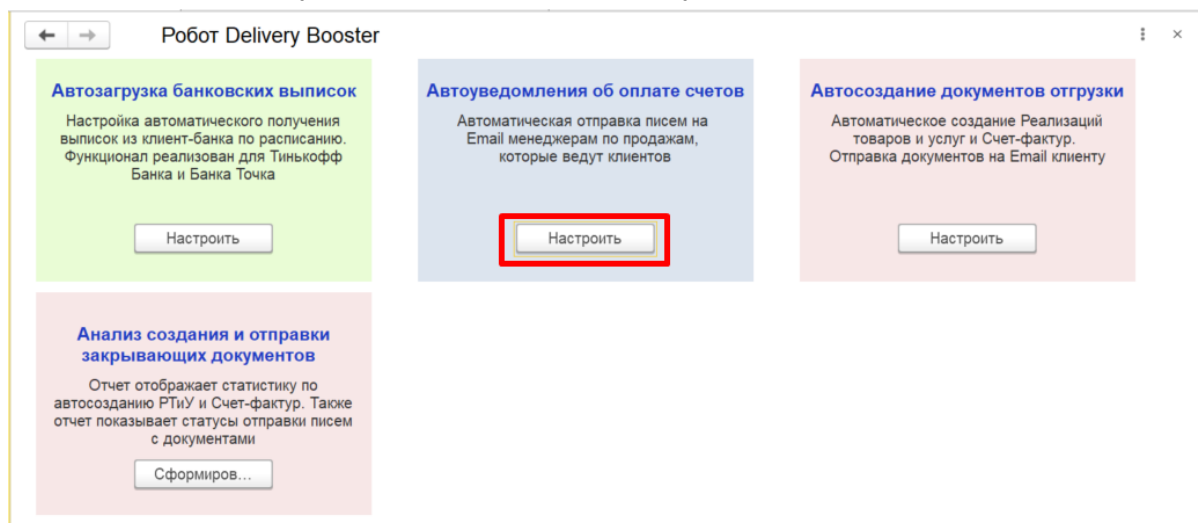 Робот Delivery Booster
Автозагрузка банковских выписок
Настройка автоматического получения
выписок из клиент-банка по расписанию.
Функционал реализован для Тинькофф
Банка и Банка Точка
Настроить
Автоуведомления об оплате счетов
Автоматическая отправка писем на
Email менеджерам по продажам,
которые ведут клиентов
Настроить
Автосоздание документов отгрузки
Автоматическое создание Реализаций
товаров и услуг и Счет-фактур.
Отправка документов на Email клиенту
Настроить
Анализ создания и отправки
закрывающих документов
Отчет отображает статистику по
автосозданию РТиУ и Счет-фактур. Также
отчет показывает статусы отправки писем
с документами
Сформиров...